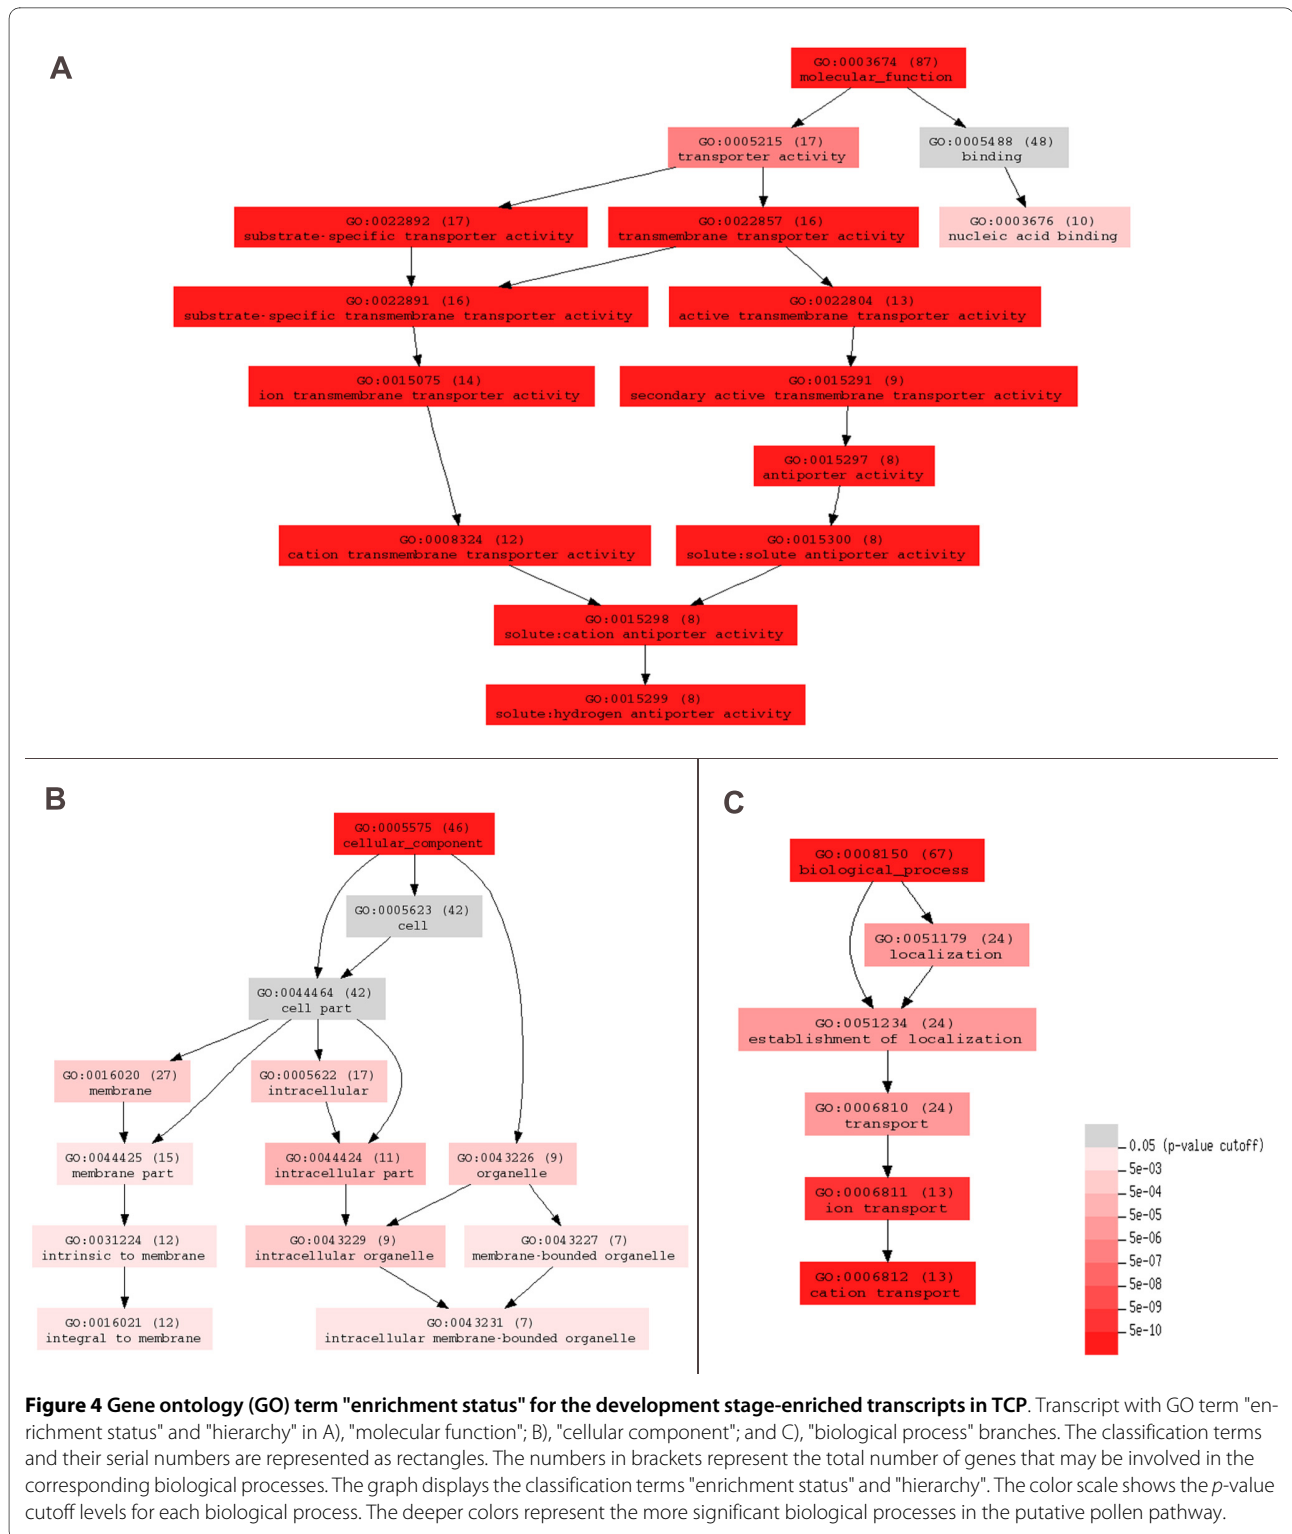 A
GO:0003674 (87)
molecular_function
GO:0005215 (17)
transporter activity
GO:0005488 (48)
binding
GO:0022892 (17)
substrate-specific transporter activity
GO:0022857 (16)
transmembrane transporter activity
GO:0003676 (10)
nucleic acid binding
GO:0022891 (16)
substrate-specific transmembrane transporter activity
GO:0022804 (13)
active transmembrane transporter activity
GO:0015075 (14)
ion transmembrane transporter activity
GO:0015291 (9)
secondary active transmembrane transporter activity
GO:0015297 (8)
antiporter activity
GO:0008324 (12)
cation transmembrane transporter activity
GO:0015300 (8)
solute:solute antiporter activity
GO:0015298 (8)
solute:cation antiporter activity
GO:0015299 (8)
solute:hydrogen antiporter activity
B
GO:0005575 (46)
cellular_component
GO:0005623 (42)
cell
GO:0044464 (42)
cell part
GO:0016020 (27)
membrane
GO:0005622 (17)
intracellular
GO:0044425 (15)
membrane part
GO:0044424 (11)
intracellular part
GO:0043226 (9)
organelle
GO:0031224 (12)
intrinsic to membrane
GO:0043229 (9)
intracellular organelle
GO:0043227 (7)
membrane-bounded organelle
GO:0016021 (12)
integral to membrane
GO:0043231 (7)
intracellular membrane-bounded organelle
C
GO:0008150 (67)
biological_process
GO:0051179 (24)
localization
GO:0051234 (24)
establishment of localization
GO:0006810 (24)
transport
GO:0006811 (13)
ion transport
GO:0006812 (13)
cation transport
0.05 (p-value cutoff)
5e-03
5e-04
5e-05
5e-06
5e-07
5e-08
5e-09
5e-10
Figure 4 Gene ontology (GO) term "enrichment status" for the development stage-enriched transcripts in TCP. Transcript with GO term "en-
richment status" and "hierarchy" in A), "molecular function"; B), "cellular component"; and C), "biological process" branches. The classification terms
and their serial numbers are represented as rectangles. The numbers in brackets represent the total number of genes that may be involved in the
corresponding biological processes. The graph displays the classification terms "enrichment status" and "hierarchy". The color scale shows the p-value
cutoff levels for each biological process. The deeper colors represent the more significant biological processes in the putative pollen pathway.